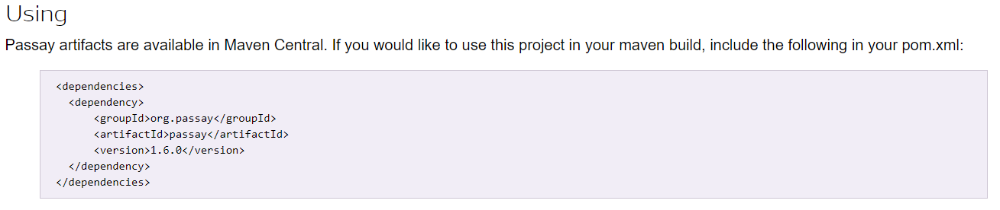 Using
Passay artifacts are available in Maven Central. If you would like to use this project in your maven build, include the following in your pom.xml:
<dependencies>
  <dependency>
      <groupId>org.passay</groupId>
      <artifactId>passay</artifactId>
      <version>1.6.0</version>
  </dependency>
</dependencies>